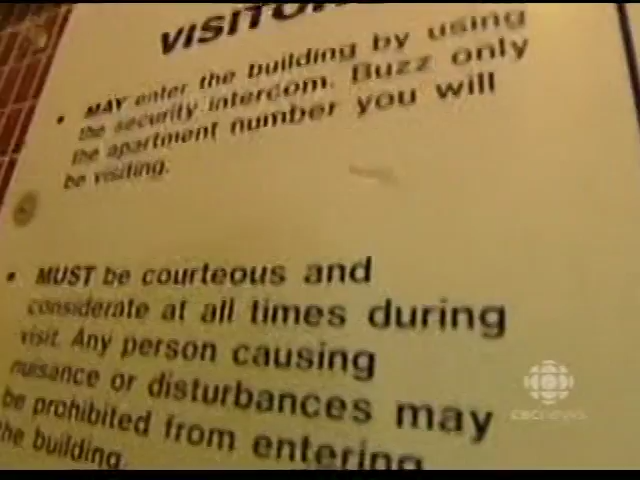 VISITOR
• MAY enter the building by using
the security intercom. Buzz only
the apartment number you will
be visiting.
• MUST be courteous and
considerate at all times during
visit. Any person causing
nuisance or disturbances may
be prohibited from entering
the building.
CBCNEWS